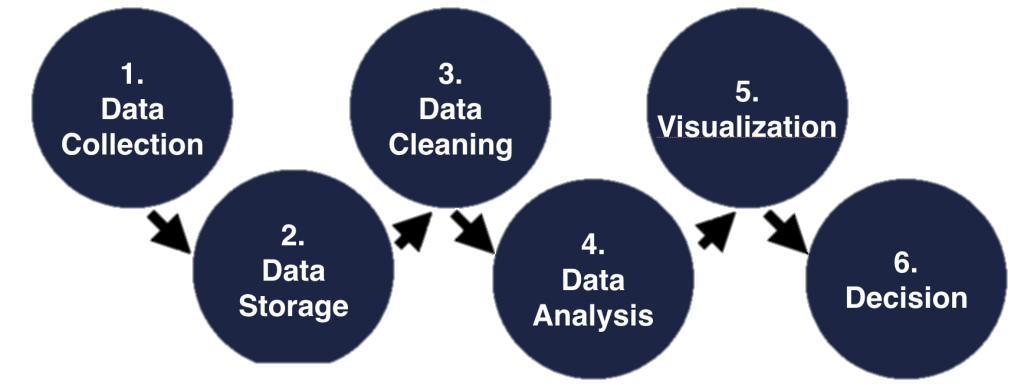 1.
Data
Collection
2.
Data
Storage
3.
Data
Cleaning
4.
Data
Analysis
5.
Visualization
6.
Decision